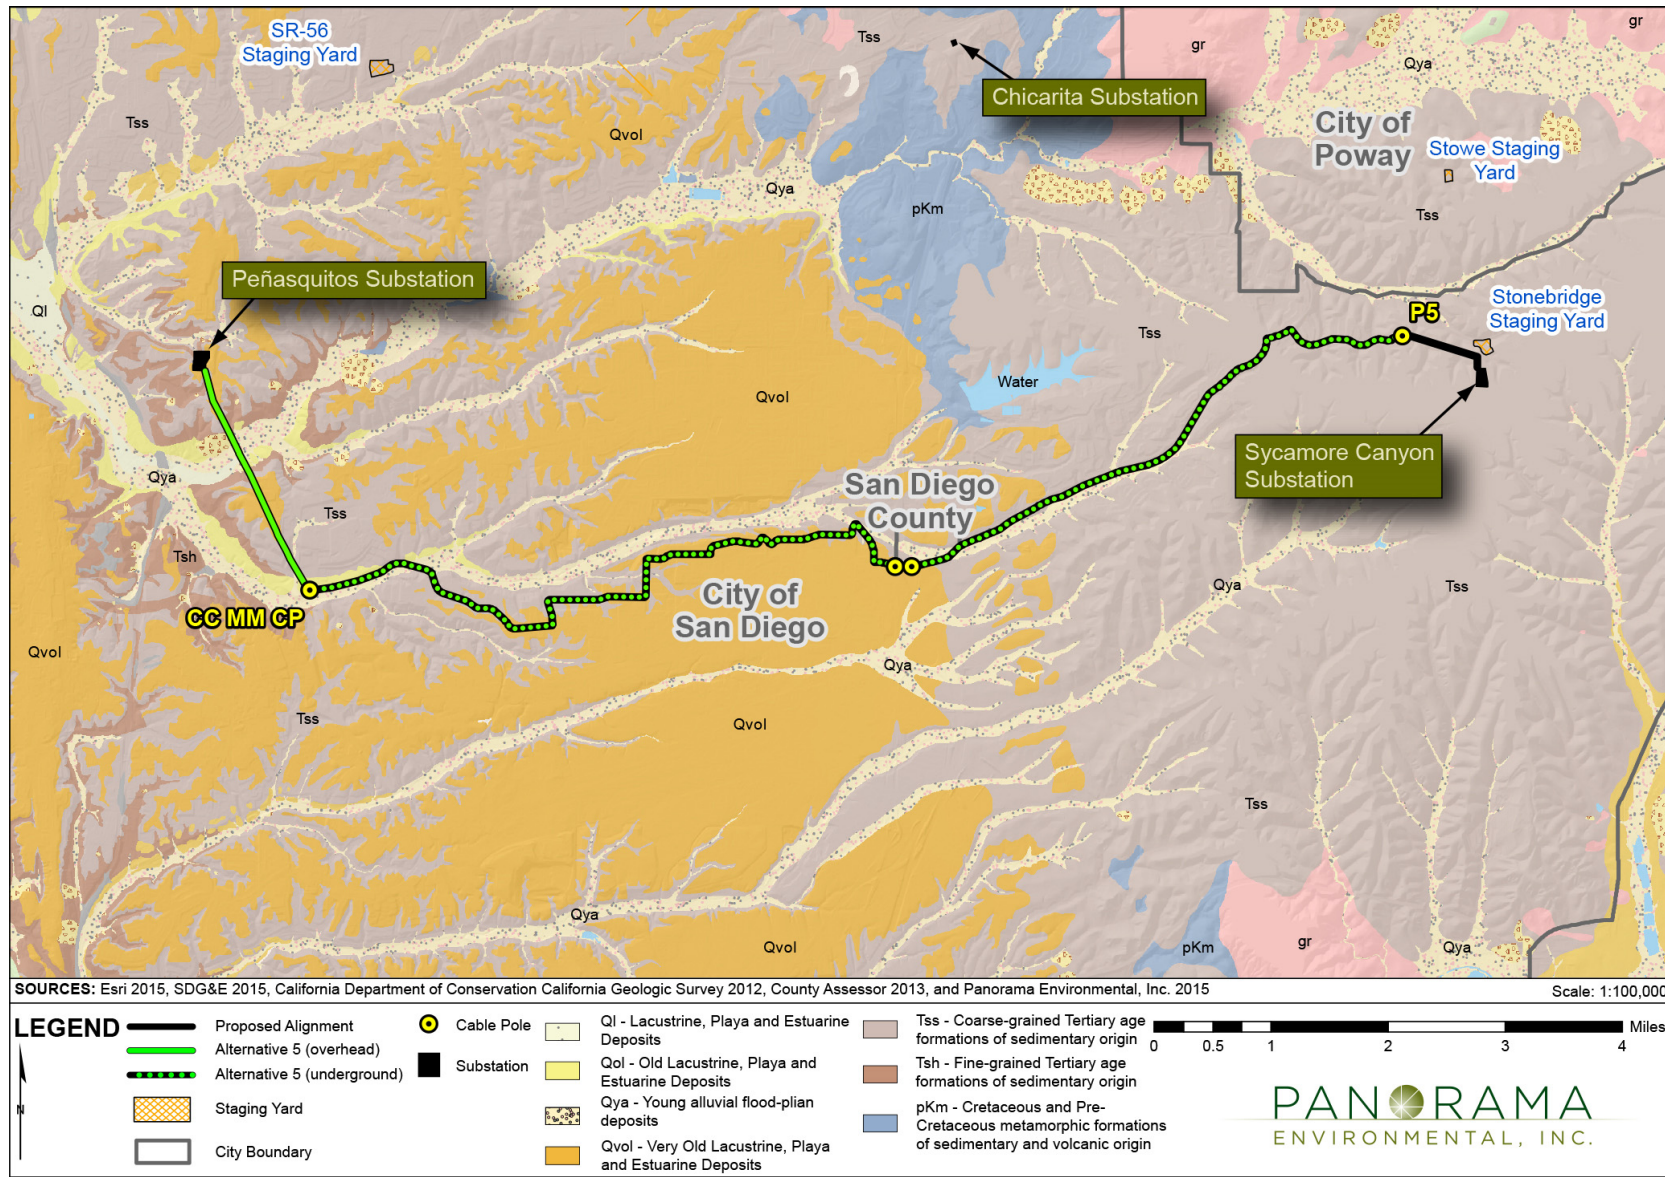 SR-56
Staging Yard
Tss
gr
gr
Qya
Chicarita Substation
Tss
Qvol
City of
Poway
Stowe Staging
Yard
Qya
pKm
Tss
Peñasquitos Substation
Ql
P5
Stonebridge
Staging Yard
Tss
Water
Qvol
Sycamore Canyon
Substation
Qya
San Diego
County
Tss
Tsh
Qya
Tss
City of
San Diego
CC MM CP
Qvol
Qya
Tss
Qvol
Tss
Qya
Qvol
pKm
gr
Qya
SOURCES: Esri 2015, SDG&E 2015, California Department of Conservation California Geologic Survey 2012, County Assessor 2013, and Panorama Environmental, Inc. 2015
Scale: 1:100,000
LEGEND
N
Proposed Alignment
Alternative 5 (overhead)
Alternative 5 (underground)
Staging Yard
City Boundary
Cable Pole
Substation
Ql - Lacustrine, Playa and Estuarine
Deposits
Qol - Old Lacustrine, Playa and
Estuarine Deposits
Qya - Young alluvial flood-plian
deposits
Qvol - Very Old Lacustrine, Playa
and Estuarine Deposits
Tss - Coarse-grained Tertiary age
formations of sedimentary origin
Tsh - Fine-grained Tertiary age
formations of sedimentary origin
pKm - Cretaceous and Pre-
Cretaceous metamorphic formations
of sedimentary and volcanic origin
Miles
0 0.5 1 2 3 4
PANORAMA
ENVIRONMENTAL, INC.